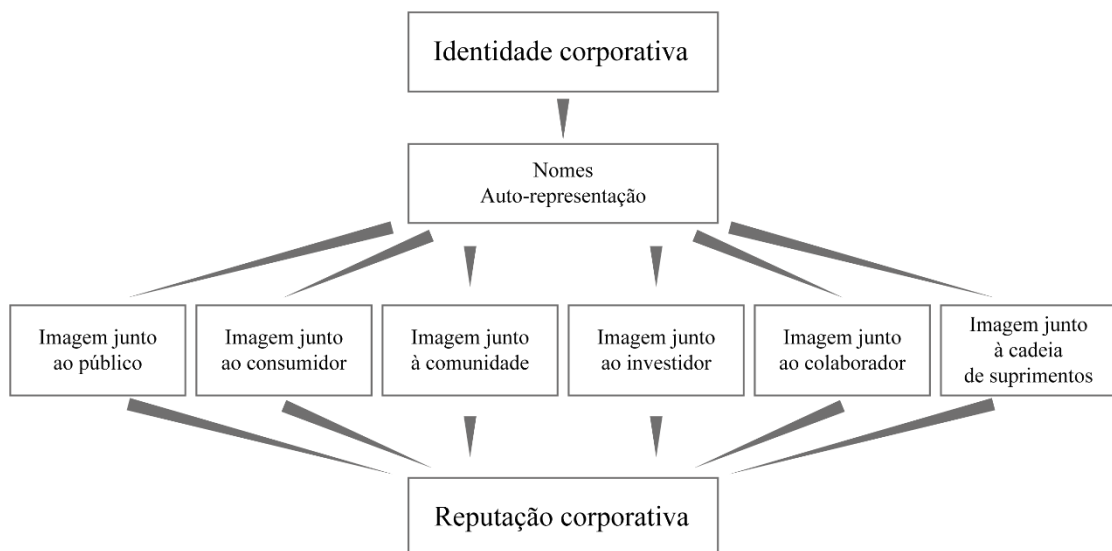 Identidade corporativa
Nomes
Auto-representação
Imagem junto
ao público
Imagem junto
ao consumidor
Imagem junto
à comunidade
Imagem junto
ao investidor
Imagem junto
ao colaborador
Imagem junto
à cadeia
de suprimentos
Reputação corporativa